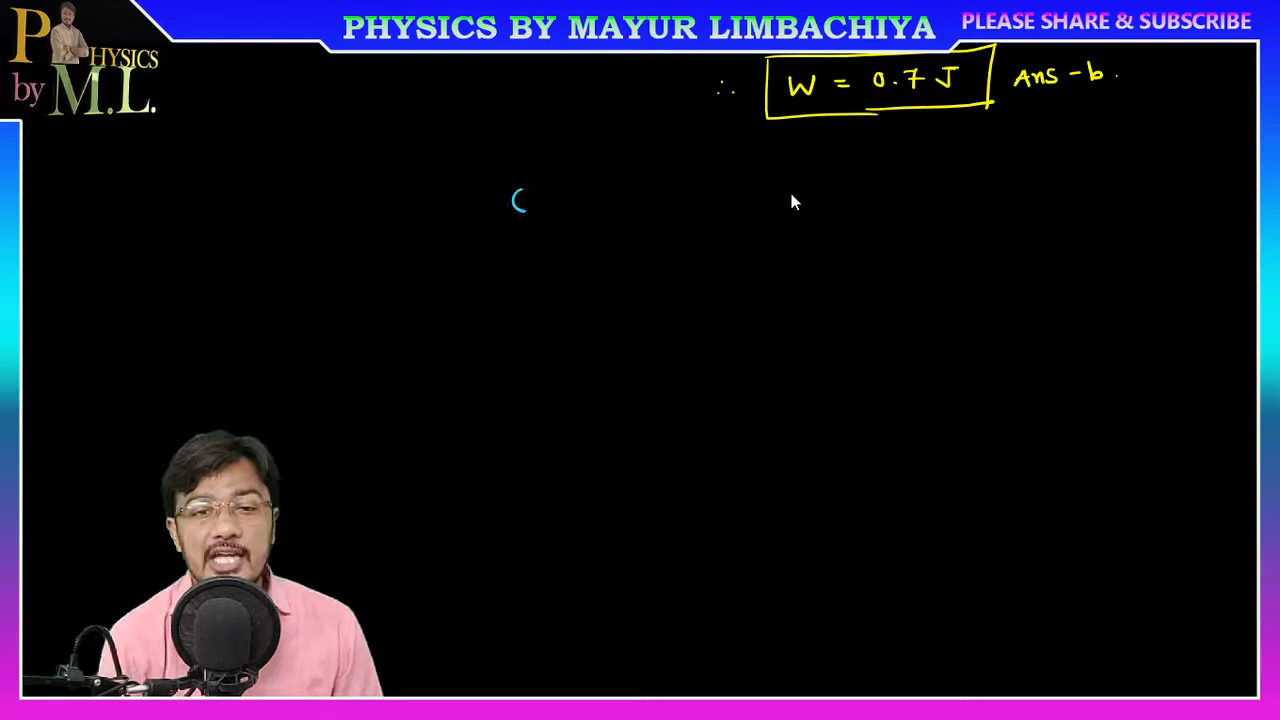 PHYSICS BY MAYUR LIMBACHIYA
PLEASE SHARE & SUBSCRIBE
PHYSICS
by M.L.
∴ W = 0.7 J Ans - b.
(